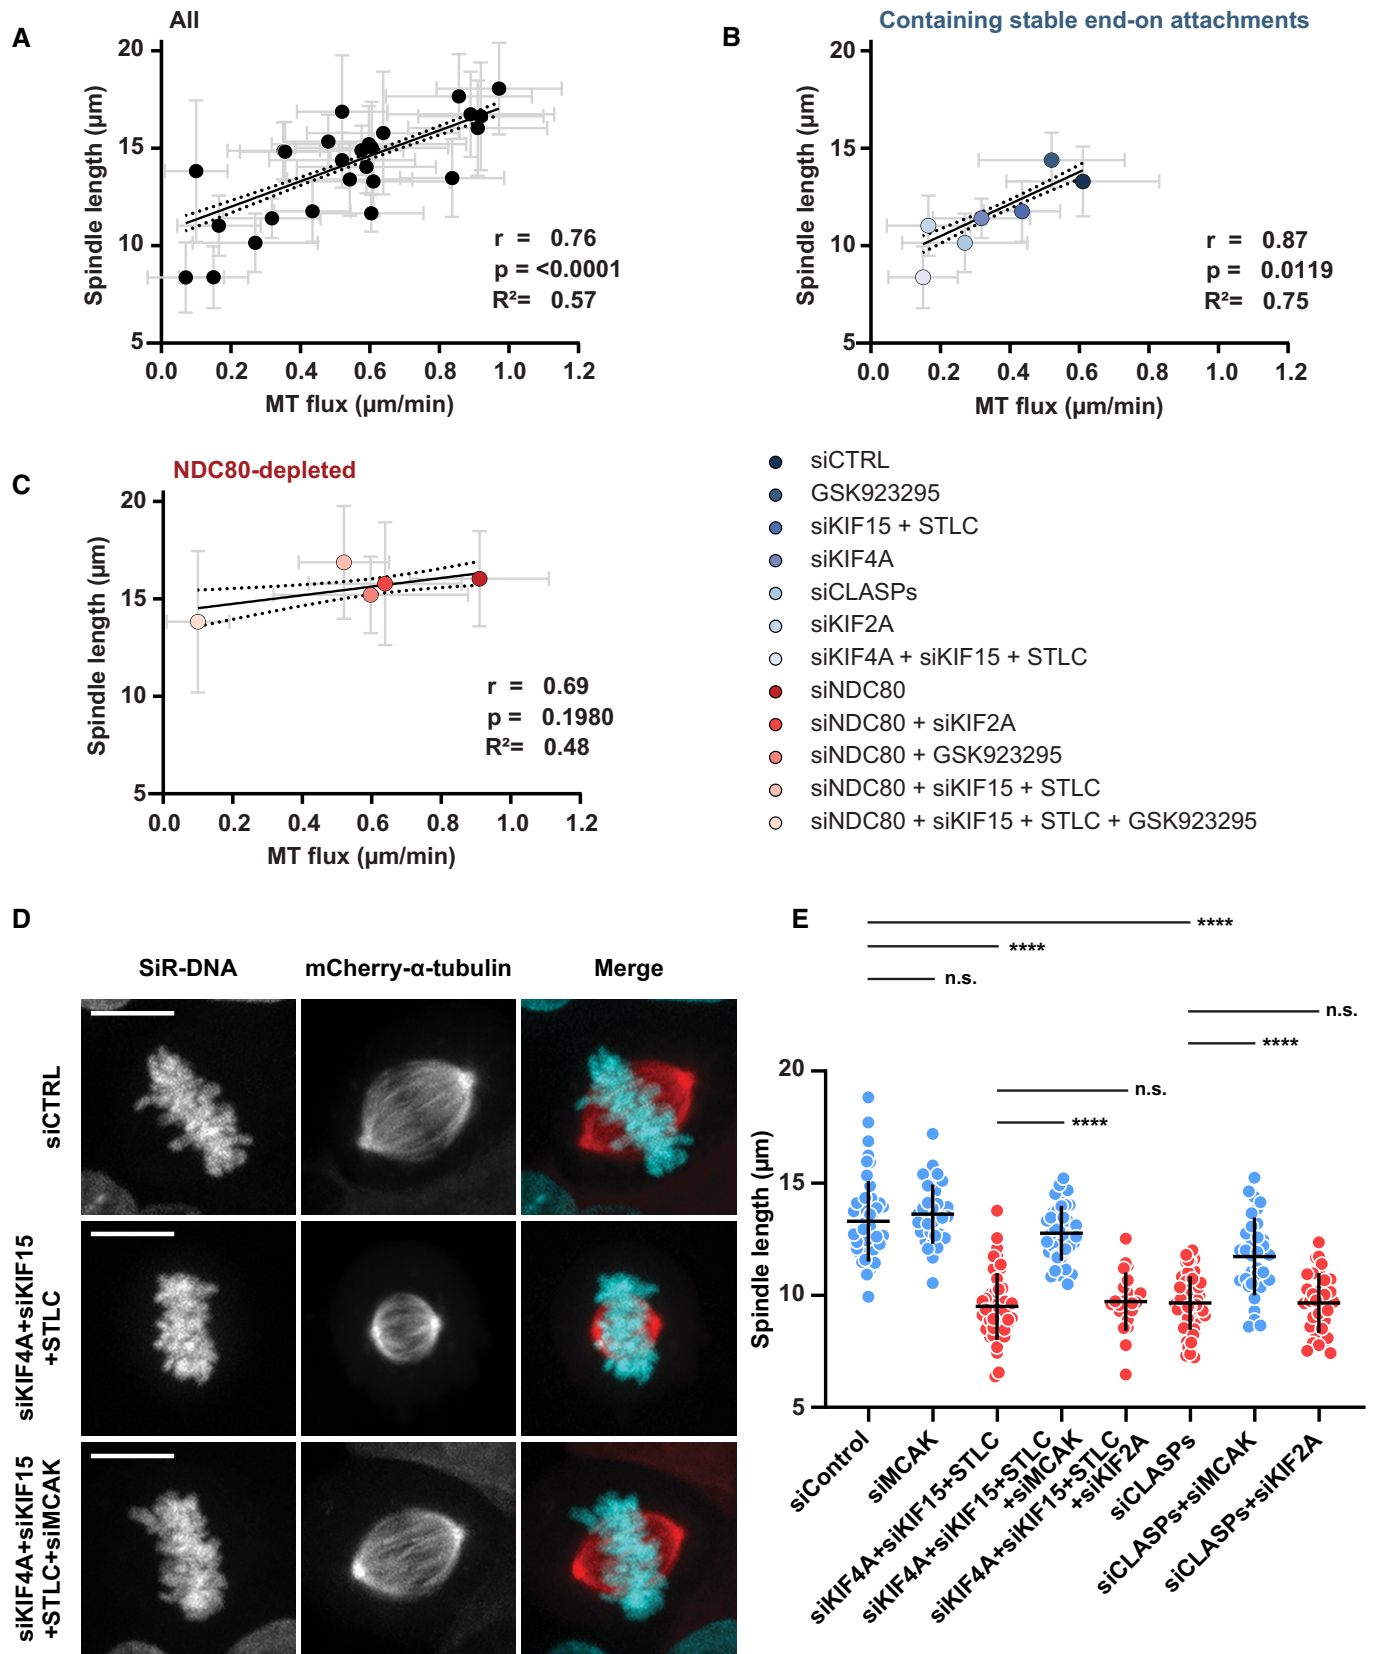 A
All
20
15
10
5
Spindle length (µm)
r = 0.76
p = <0.0001
R²= 0.57
0.0 0.2 0.4 0.6 0.8 1.0 1.2
MT flux (µm/min)
B
Containing stable end-on attachments
20
15
10
5
Spindle length (µm)
r = 0.87
p = 0.0119
R²= 0.75
0.0 0.2 0.4 0.6 0.8 1.0 1.2
MT flux (µm/min)
C
NDC80-depleted
20
15
10
5
Spindle length (µm)
r = 0.69
p = 0.1980
R²= 0.48
0.0 0.2 0.4 0.6 0.8 1.0 1.2
MT flux (µm/min)
siCTRL
GSK923295
siKIF15 + STLC
siKIF4A
siCLASPs
siKIF2A
siKIF4A + siKIF15 + STLC
siNDC80
siNDC80 + siKIF2A
siNDC80 + GSK923295
siNDC80 + siKIF15 + STLC
siNDC80 + siKIF15 + STLC + GSK923295
D
SiR-DNA
mCherry-α-tubulin
Merge
siCTRL
siKIF4A+siKIF15
+STLC
siKIF4A+siKIF15
+STLC+siMCAK
E
****
****
n.s.
n.s.
****
n.s.
****
20
15
10
5
Spindle length (µm)
siControl
siMCAK
siKIF4A+siKIF15+STLC
siKIF4A+siKIF15+STLC
+siMCAK
siKIF4A+siKIF15+STLC
+siKIF2A
siCLASPs
siCLASPs+siMCAK
siCLASPs+siKIF2A